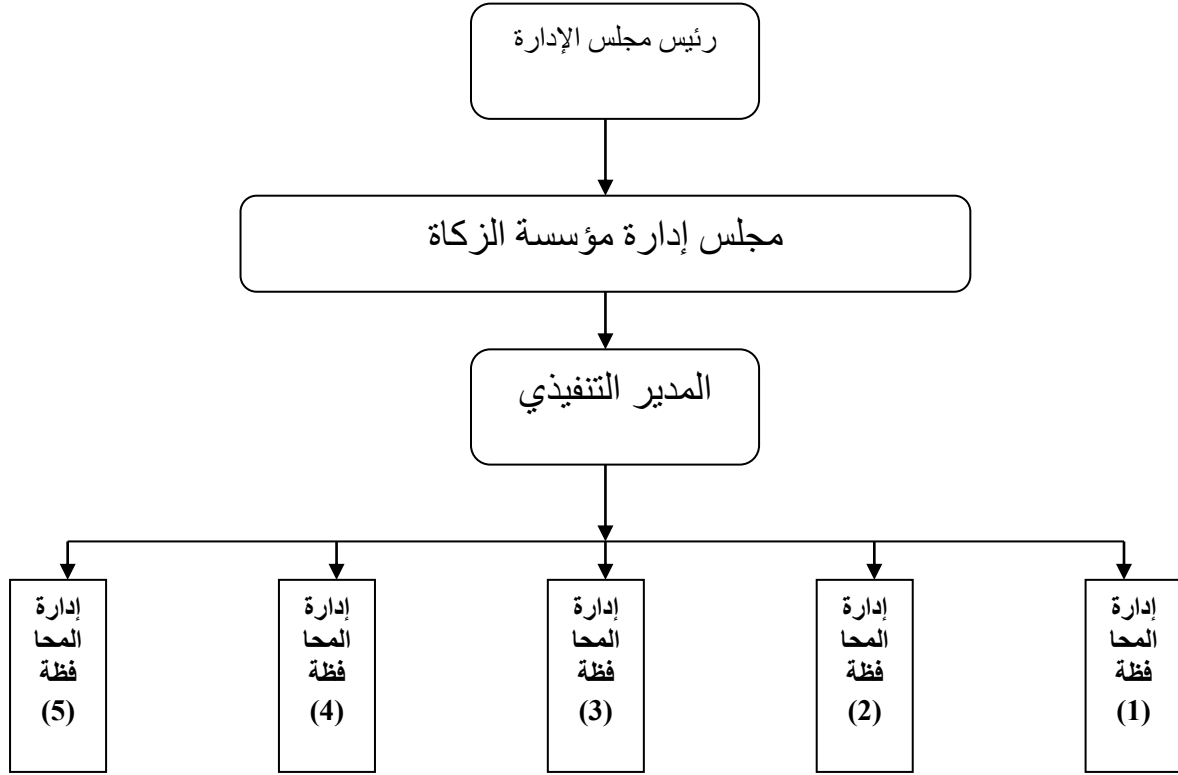 رئيس مجلس الإدارة
مجلس إدارة مؤسسة الزكاة
المدير التنفيذي
إدارة
المحا
فظة
(1)
إدارة
المحا
فظة
(2)
إدارة
المحا
فظة
(3)
إدارة
المحا
فظة
(4)
إدارة
المحا
فظة
(5)